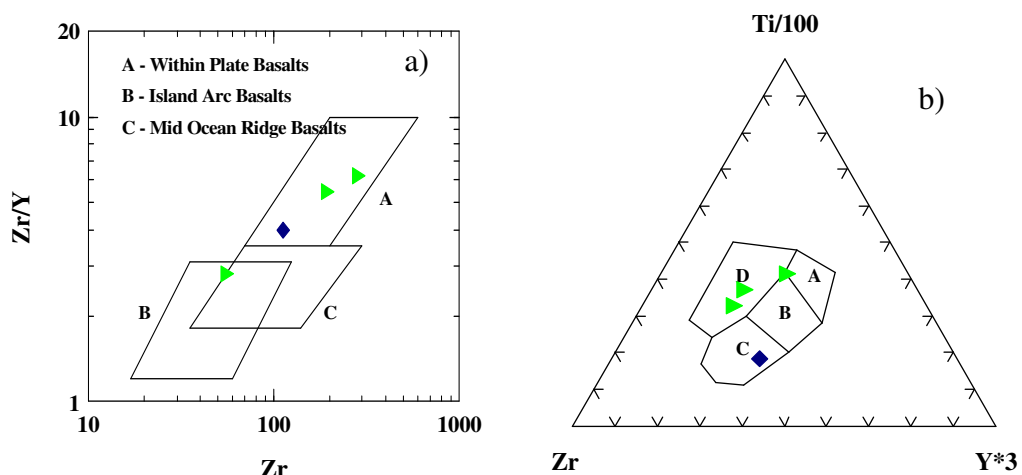 20
10
1
10
100
1000
Zr/Y
Zr
a)
A - Within Plate Basalts
B - Island Arc Basalts
C - Mid Ocean Ridge Basalts
A
B
C
Ti/100
b)
D
A
B
C
Zr
Y*3